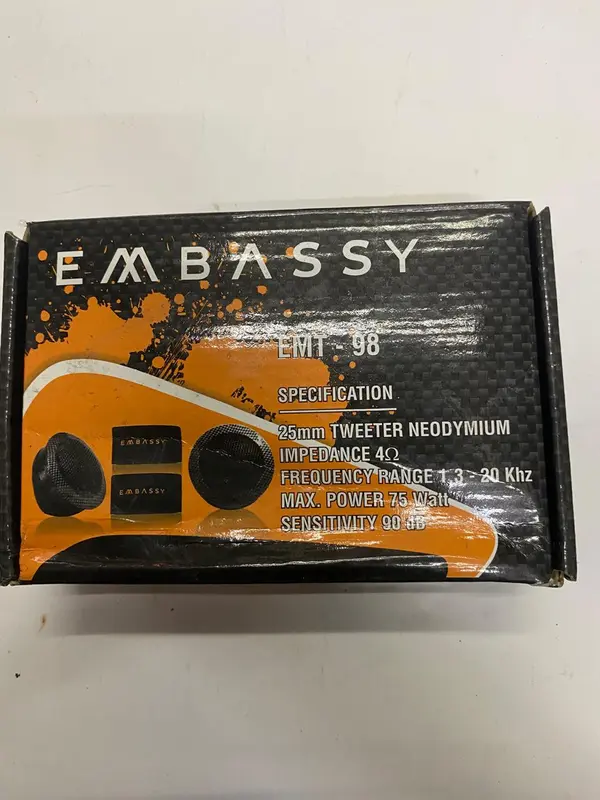 EMBASSY
EMT - 98
SPECIFICATION
25mm TWEETER NEODYMIUM
IMPEDANCE 4Ω
FREQUENCY RANGE 1,3 - 20 Khz
MAX. POWER 75 Watt
SENSITIVITY 90 dB
EMBASSY
EMBASSY